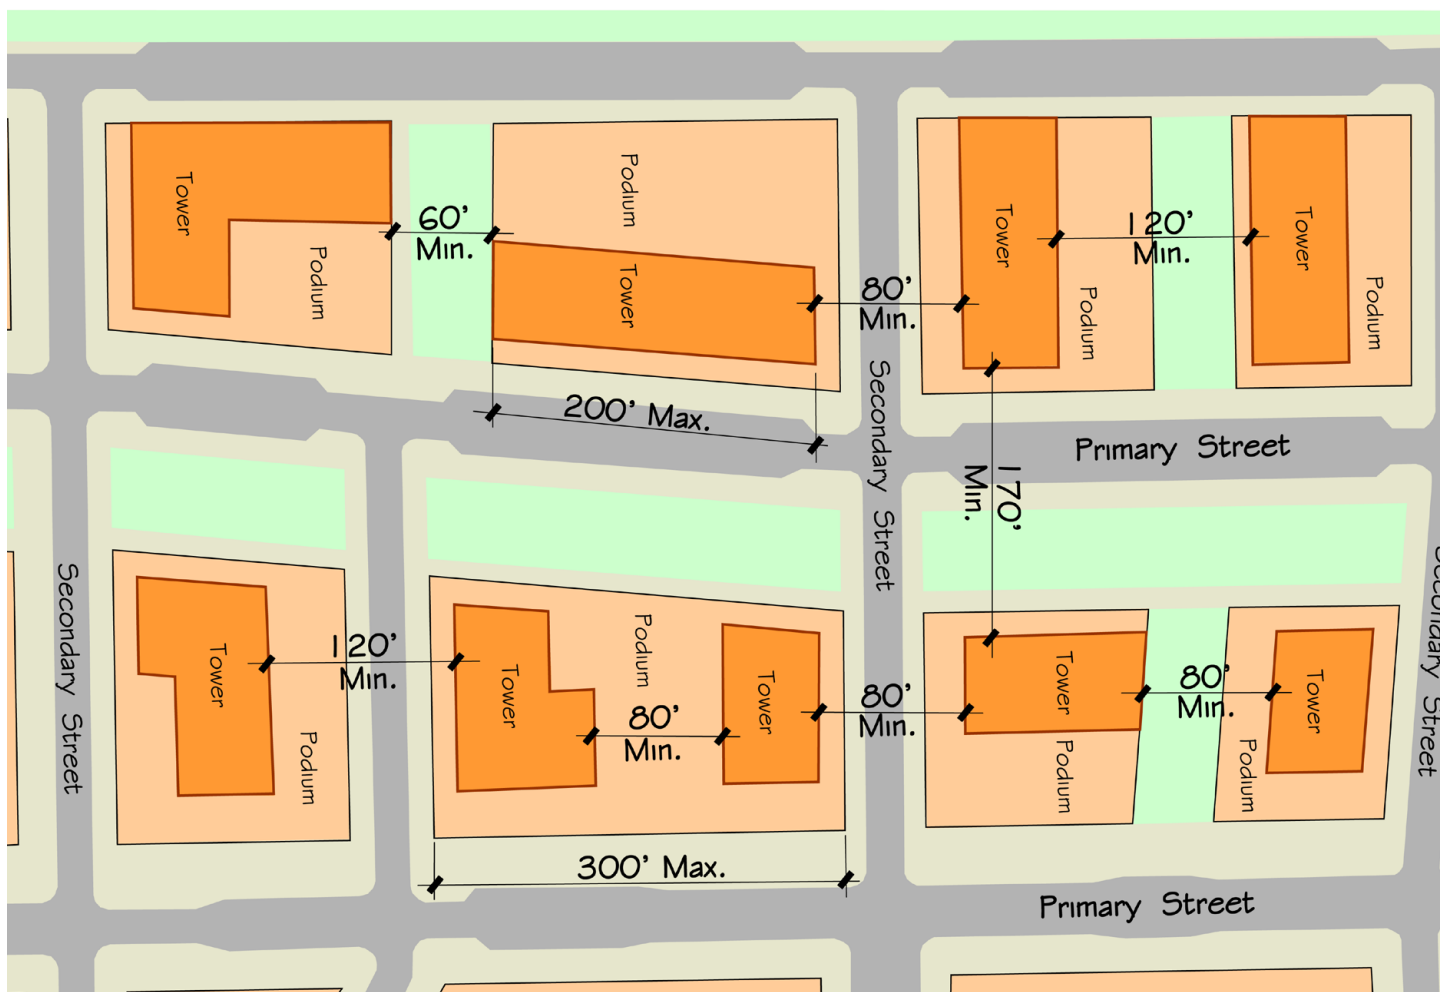 Tower
Podium
60'
Min.
Podium
Tower
200' Max.
80'
Min.
Tower
Podium
120'
Min.
Tower
Podium
Secondary Street
Primary Street
170'
Min.
Secondary Street
Tower
Podium
120'
Min.
Tower
Podium
80'
Min.
Tower
80'
Min.
Tower
Podium
80'
Min.
Tower
Podium
Secondary Street
300' Max.
Primary Street